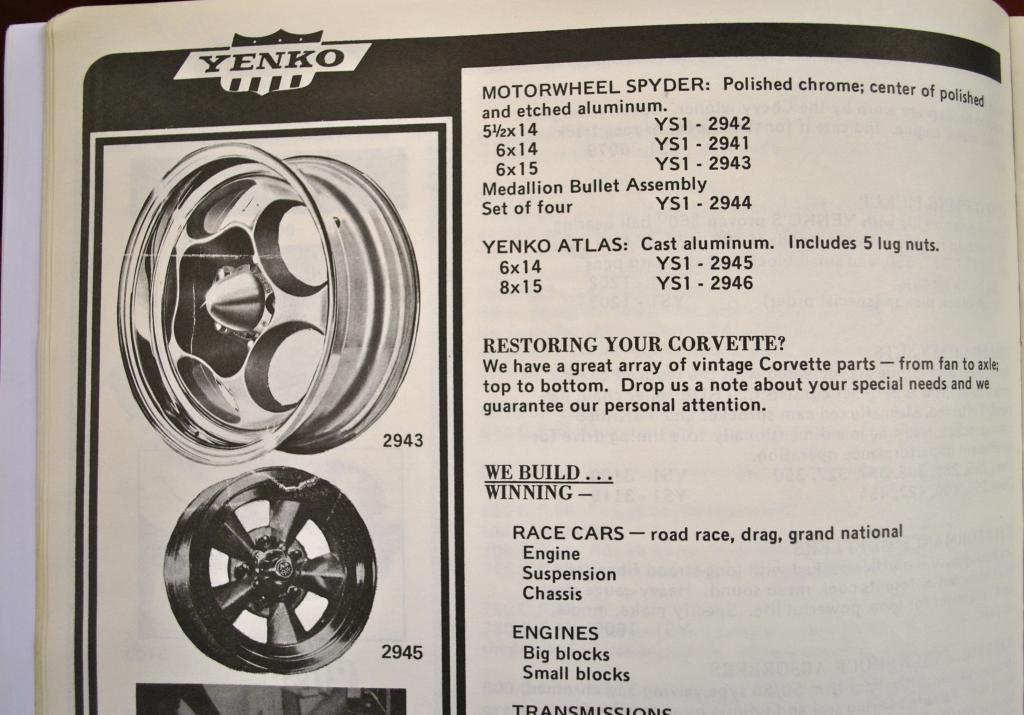 YENKO
MOTORWHEEL SPYDER: Polished chrome; center of polished
and etched aluminum.
5½x14 YS1 - 2942
6x14 YS1 - 2941
6x15 YS1 - 2943
Medallion Bullet Assembly
Set of four YS1 - 2944
YENKO ATLAS: Cast aluminum. Includes 5 lug nuts.
6x14 YS1 - 2945
8x15 YS1 - 2946
RESTORING YOUR CORVETTE?
We have a great array of vintage Corvette parts — from fan to axle;
top to bottom. Drop us a note about your special needs and we
guarantee our personal attention.
2943
WE BUILD . . .
WINNING —
RACE CARS — road race, drag, grand national
Engine
Suspension
Chassis
ENGINES
Big blocks
Small blocks
2945
TRANSMISSIONS